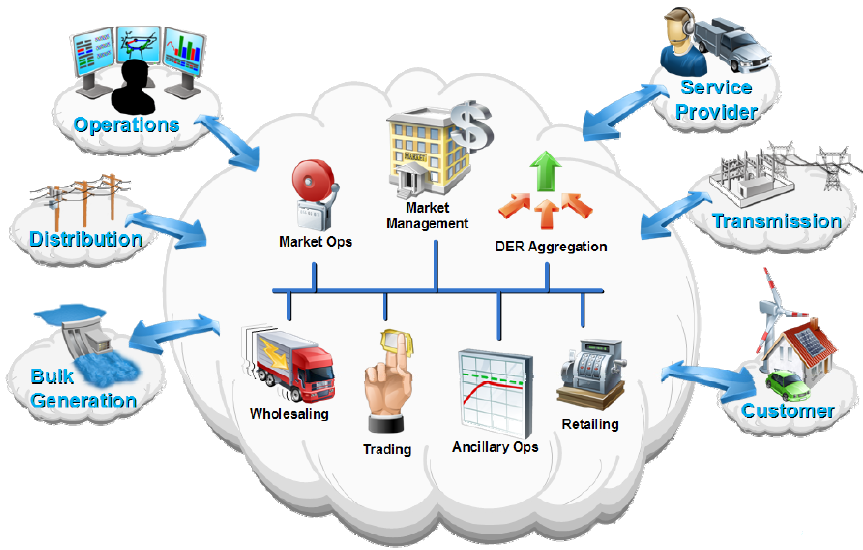 Operations
Service
Provider
MARKET
Market
Management
Market Ops
DER Aggregation
Distribution
Transmission
Bulk
Generation
Wholesaling
Trading
Ancillary Ops
Retailing
Customer